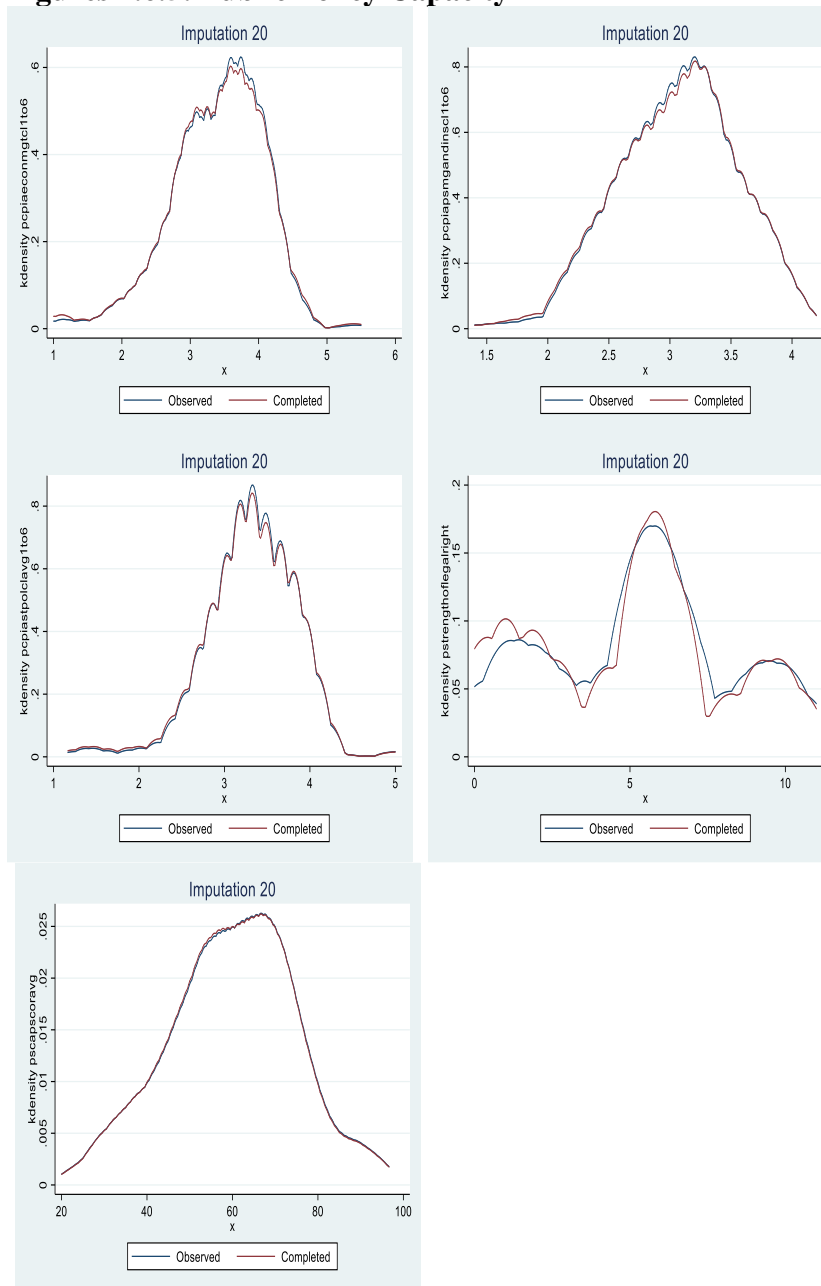 Capacity
Imputation 20
kdensity pcpiaeconmgtcl1to6
0 .2 .4 .6
1 2 3 4 5 6
x
Observed Completed
Imputation 20
kdensity pcpiapsmgandinscl1to6
0 .2 .4 .6 .8
1.5 2 2.5 3 3.5 4
x
Observed Completed
Imputation 20
kdensity pcpiastpolclavg1to6
0 .2 .4 .6 .8
1 2 3 4 5
x
Observed Completed
Imputation 20
kdensity pstrengthoflegalright
0 .05 .1 .15 .2
0 5 10
x
Observed Completed
Imputation 20
kdensity pscapscoravg
0 .005 .01 .015 .02 .025
20 40 60 80 100
x
Observed Completed